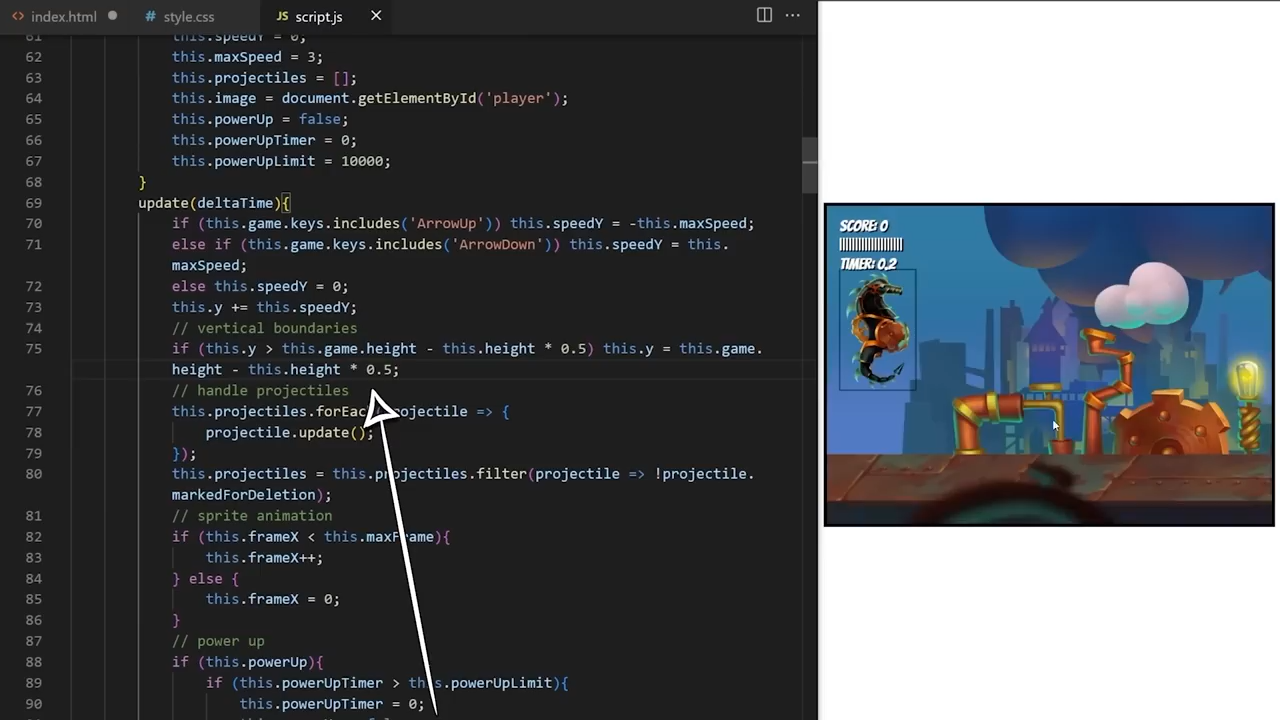 index.html
style.css
JS script.js
61 this.speedY = 0;
62 this.maxSpeed = 3;
63 this.projectiles = [];
64 this.image = document.getElementById('player');
65 this.powerUp = false;
66 this.powerUpTimer = 0;
67 this.powerUpLimit = 10000;
68 }
69 update(deltaTime){
70 if (this.game.keys.includes('ArrowUp')) this.speedY = -this.maxSpeed;
71 else if (this.game.keys.includes('ArrowDown')) this.speedY = this.
maxSpeed;
72 else this.speedY = 0;
73 this.y += this.speedY;
74 // vertical boundaries
75 if (this.y > this.game.height - this.height * 0.5) this.y = this.game.
height - this.height * 0.5;
76 // handle projectiles
77 this.projectiles.forEac projectile => {
78 projectile.update();
79 });
80 this.projectiles = this.projectiles.filter(projectile => !projectile.
markedForDeletion);
81 // sprite animation
82 if (this.frameX < this.maxFrame){
83 this.frameX++;
84 } else {
85 this.frameX = 0;
86 }
87 // power up
88 if (this.powerUp){
89 if (this.powerUpTimer > this.powerUpLimit){
90 this.powerUpTimer = 0;
SCORE: 0
TIMER: 0.2